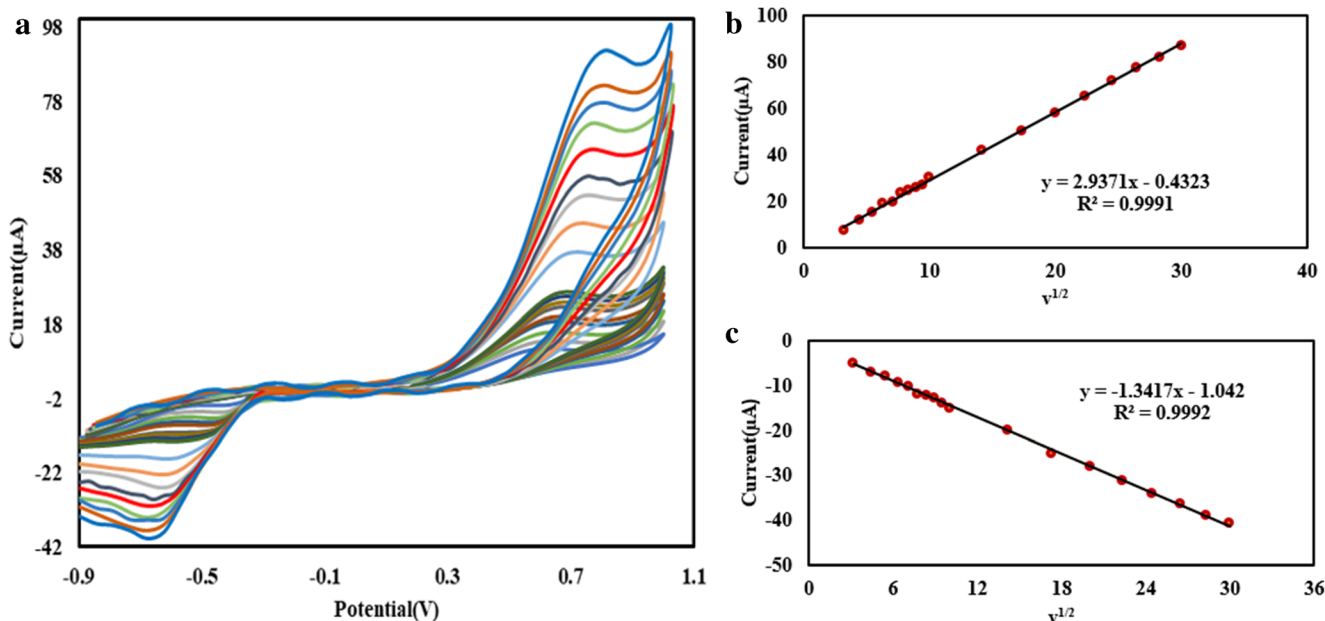 a
98
78
58
38
18
-2
-22
-42
Current(μA)
-0.9
-0.5
-0.1
0.3
0.7
1.1
Potential(V)
b
100
80
60
40
20
0
Current(μA)
y = 2.9371x - 0.4323
R² = 0.9991
0
10
20
30
40
v^1/2
c
0
-10
-20
-30
-40
-50
Current(μA)
y = -1.3417x - 1.042
R² = 0.9992
0
6
12
18
24
30
36
v^1/2